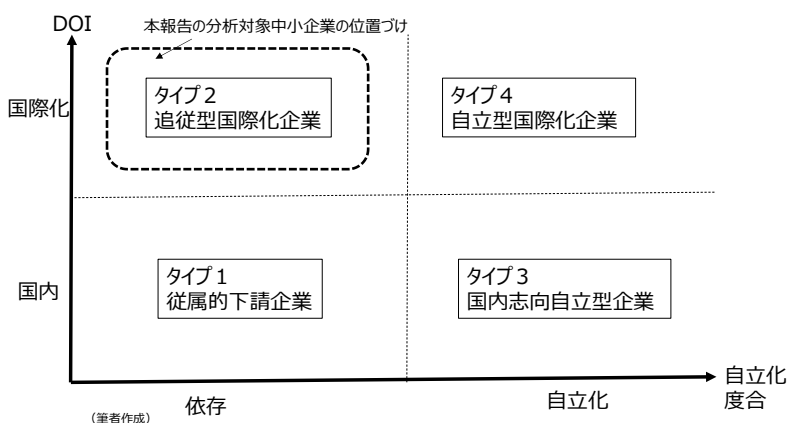 DOI
本報告の分析対象中小企業の位置づけ
国際化
タイプ２
追従型国際化企業
タイプ４
自立型国際化企業
国内
タイプ１
従属的下請企業
タイプ３
国内志向自立型企業
自立化
度合
依存
自立化
（筆者作成）